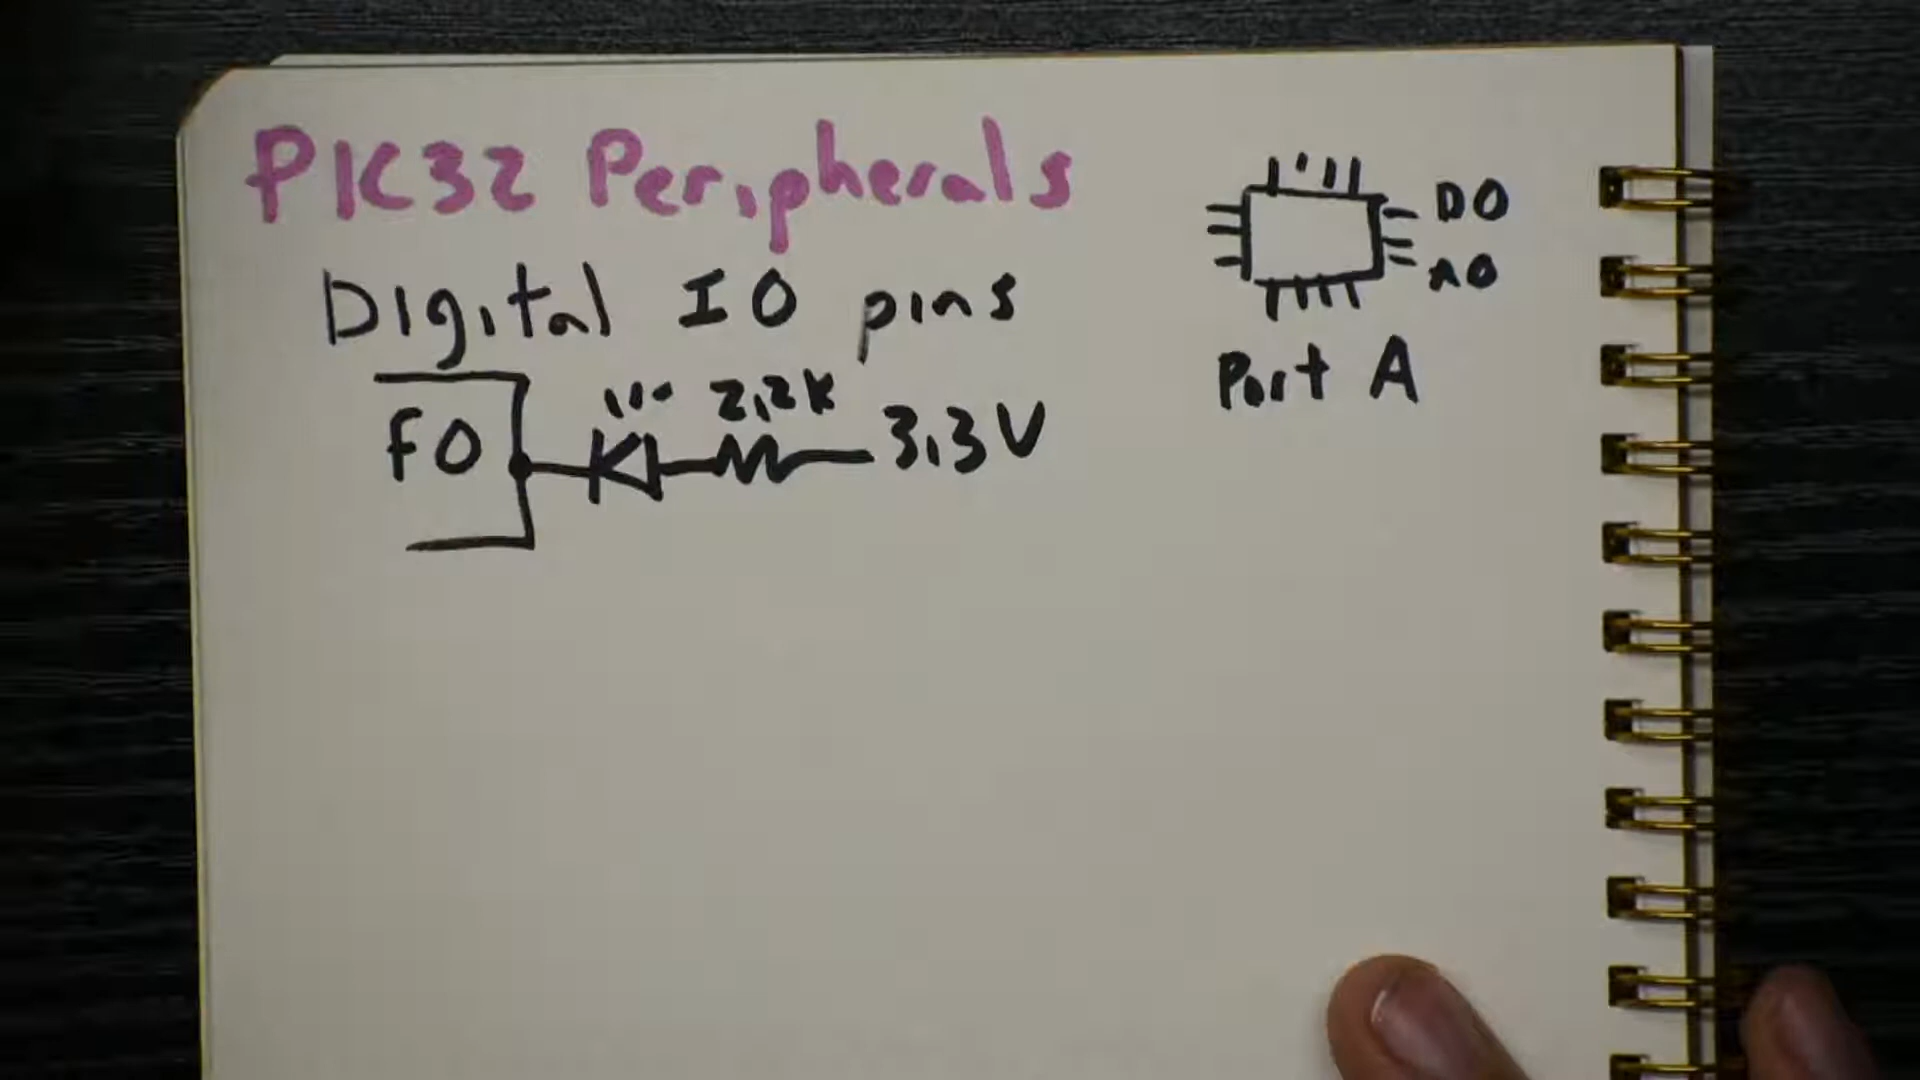 PIC32 Peripherals
Digital IO pins
F0
2.2k
3.3V
D0
A0
Port A